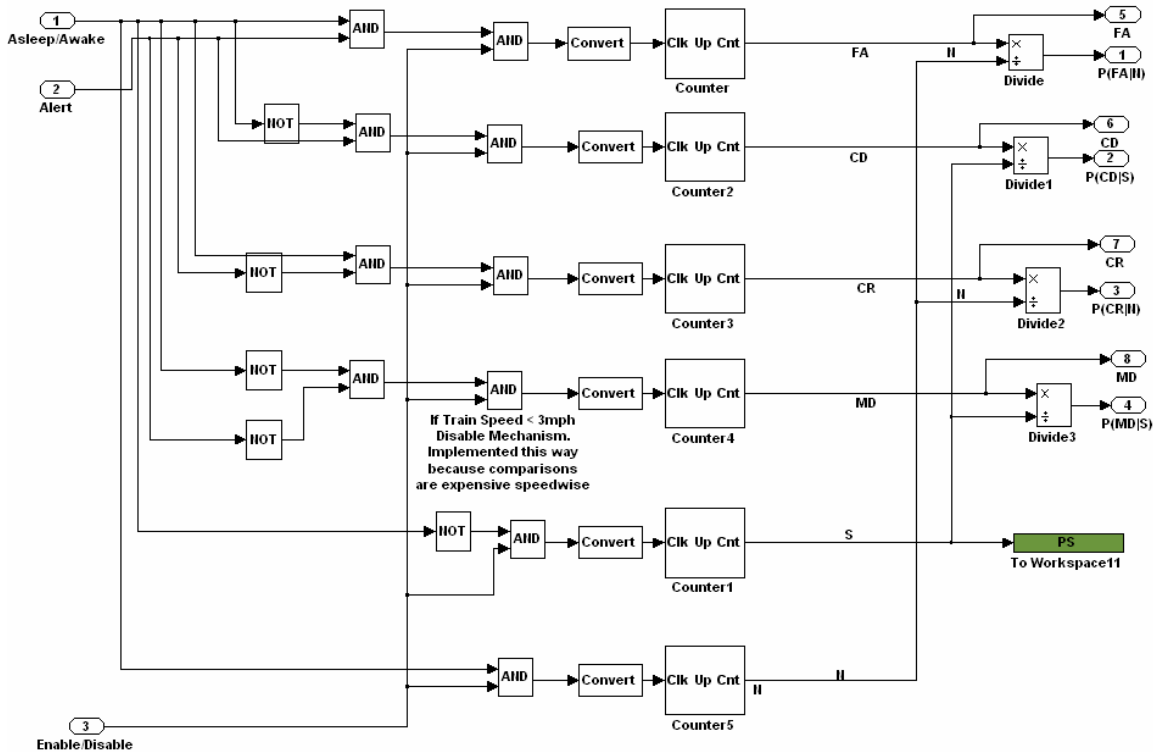 1
Asleep/Awake
2
Alert
AND
AND
Convert
Clk Up Cnt
Counter
FA
N
×
÷
Divide
5
FA
1
P(FA|N)
NOT
AND
AND
Convert
Clk Up Cnt
Counter2
CD
×
÷
Divide1
6
CD
2
P(CD|S)
NOT
AND
AND
Convert
Clk Up Cnt
Counter3
CR
N
×
÷
Divide2
7
CR
3
P(CR|N)
NOT
NOT
AND
AND
Convert
Clk Up Cnt
Counter4
MD
×
÷
Divide3
8
MD
4
P(MD|S)
If Train Speed < 3mph
Disable Mechanism.
Implemented this way
because comparisons
are expensive speedwise
NOT
AND
Convert
Clk Up Cnt
Counter1
S
PS
To Workspace11
AND
Convert
Clk Up Cnt
Counter5
N
N
3
Enable/Disable